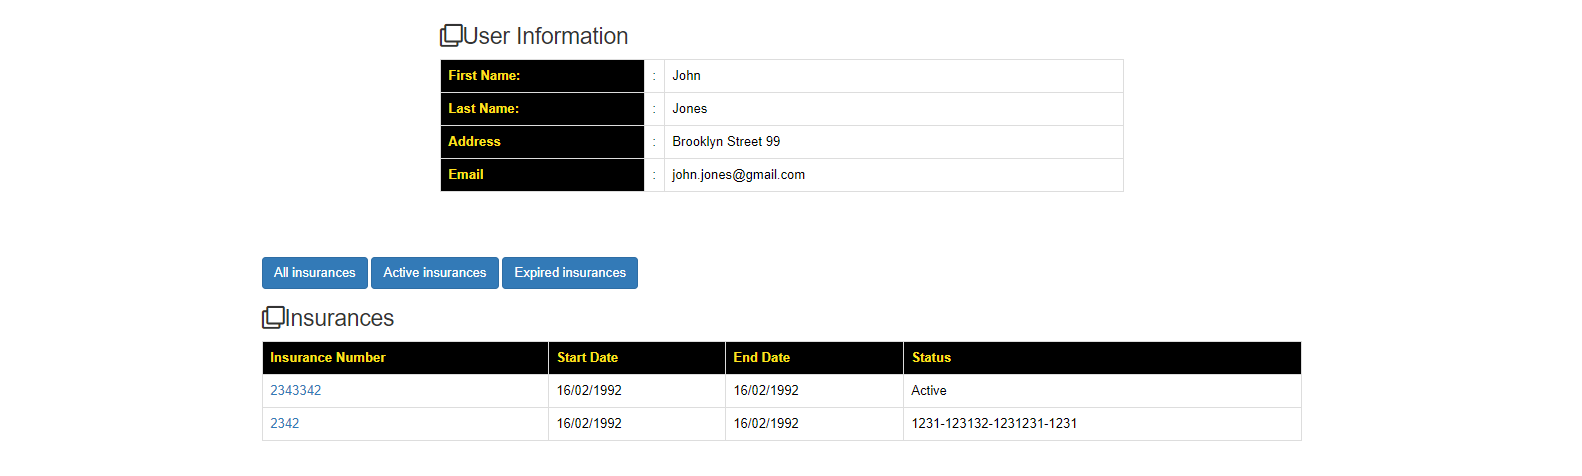 User Information
First Name: : John
Last Name: : Jones
Address : Brooklyn Street 99
Email : john.jones@gmail.com
All insurances Active insurances Expired insurances
Insurances
Insurance Number Start Date End Date Status
2343342 16/02/1992 16/02/1992 Active
2342 16/02/1992 16/02/1992 1231-123132-1231231-1231